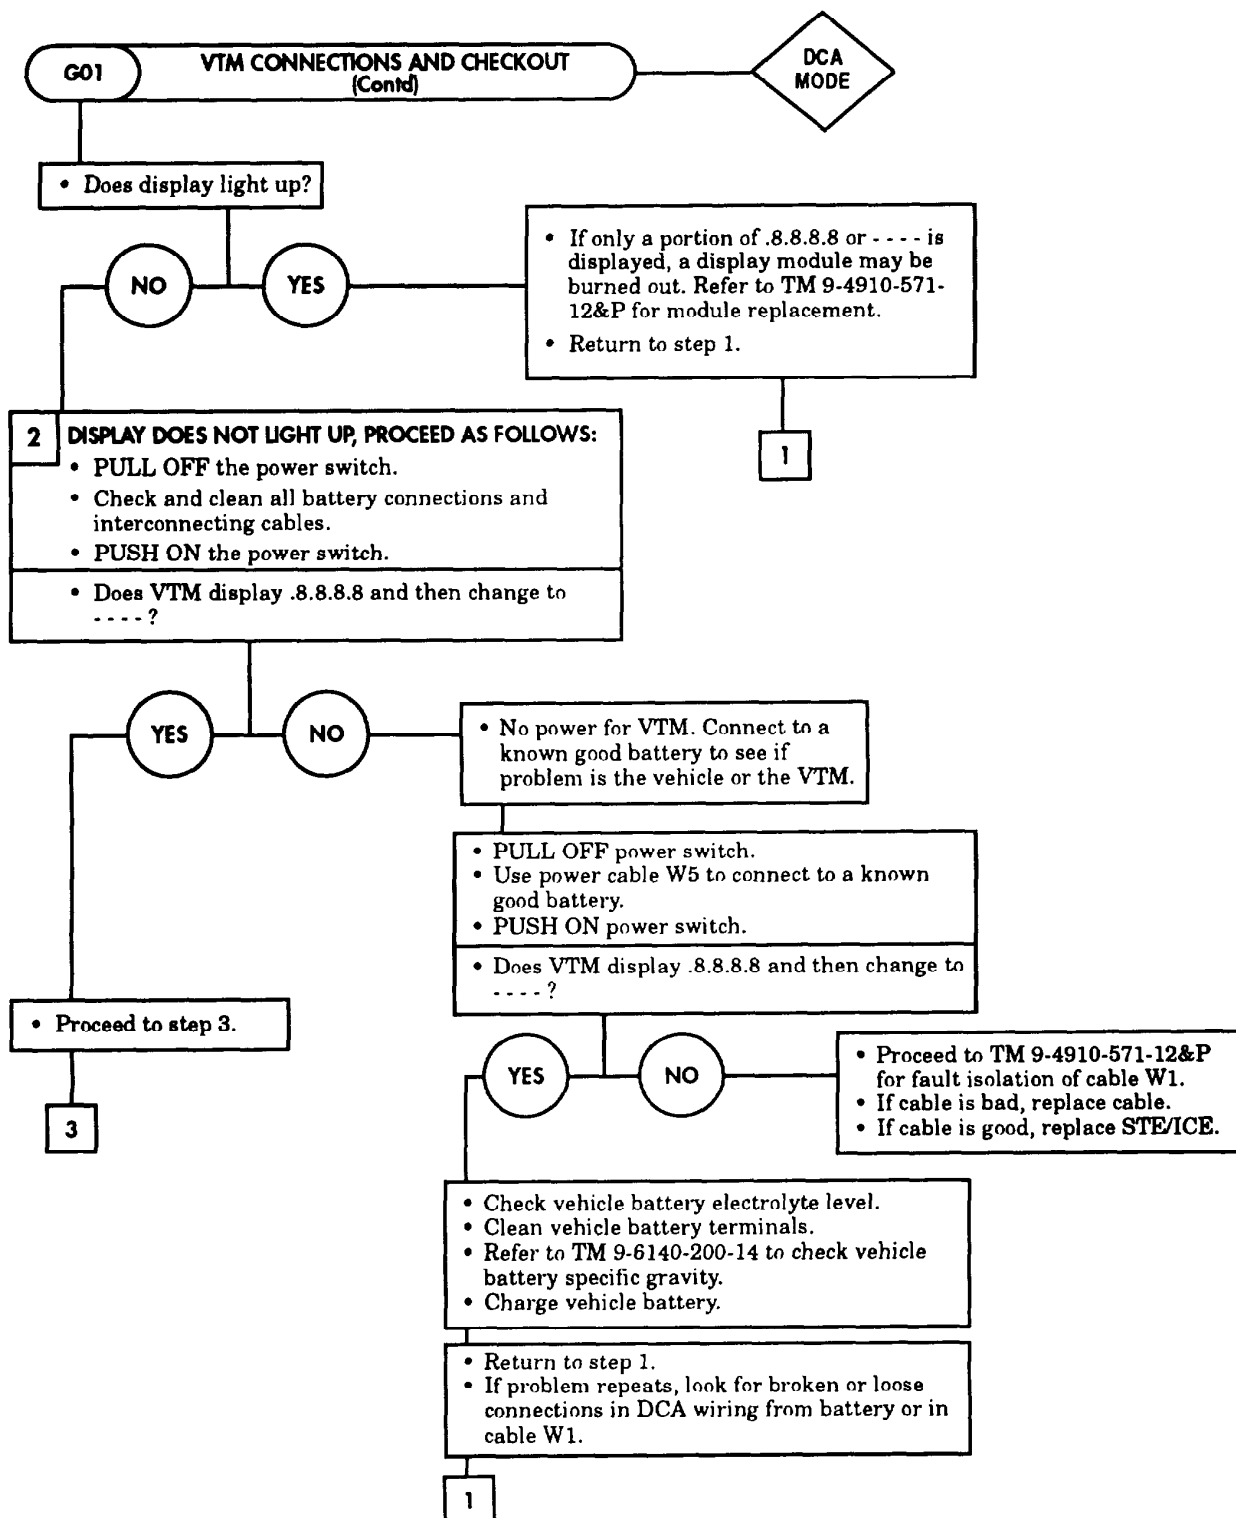 G01
VTM CONNECTIONS AND CHECKOUT
(Contd)
DCA
MODE
• Does display light up?
NO
YES
• If only a portion of .8.8.8.8 or - - - - is
displayed, a display module may be
burned out. Refer to TM 9-4910-571-
12&P for module replacement.
• Return to step 1.
1
2 DISPLAY DOES NOT LIGHT UP, PROCEED AS FOLLOWS:
• PULL OFF the power switch.
• Check and clean all battery connections and
interconnecting cables.
• PUSH ON the power switch.
• Does VTM display .8.8.8.8 and then change to
- - - - ?
YES
NO
• No power for VTM. Connect to a
known good battery to see if
problem is the vehicle or the VTM.
• PULL OFF power switch.
• Use power cable W5 to connect to a known
good battery.
• PUSH ON power switch.
• Does VTM display .8.8.8.8 and then change to
- - - - ?
• Proceed to step 3.
3
YES
NO
• Proceed to TM 9-4910-571-12&P
for fault isolation of cable W1.
• If cable is bad, replace cable.
• If cable is good, replace STE/ICE.
• Check vehicle battery electrolyte level.
• Clean vehicle battery terminals.
• Refer to TM 9-6140-200-14 to check vehicle
battery specific gravity.
• Charge vehicle battery.
• Return to step 1.
• If problem repeats, look for broken or loose
connections in DCA wiring from battery or in
cable W1.
1